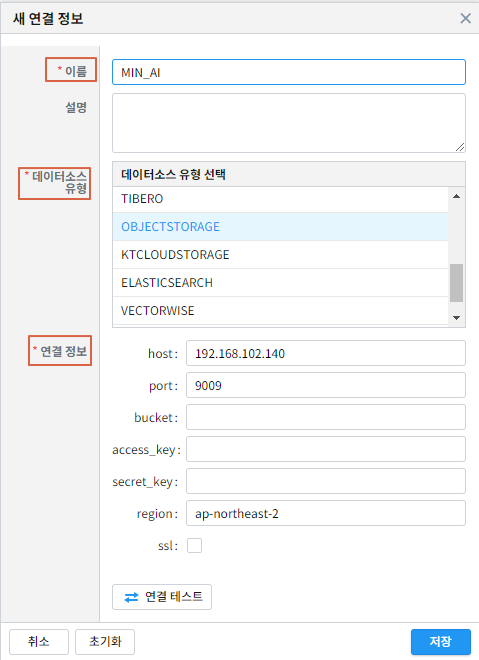 새 연결 정보
* 이름
MIN_AI
설명
* 데이터소스
유형
데이터소스 유형 선택
TIBERO
OBJECTSTORAGE
KTCLOUDSTORAGE
ELASTICSEARCH
VECTORWISE
* 연결 정보
host:
192.168.102.140
port:
9009
bucket:
access_key:
secret_key:
region:
ap-northeast-2
ssl:
연결 테스트
취소
초기화
저장